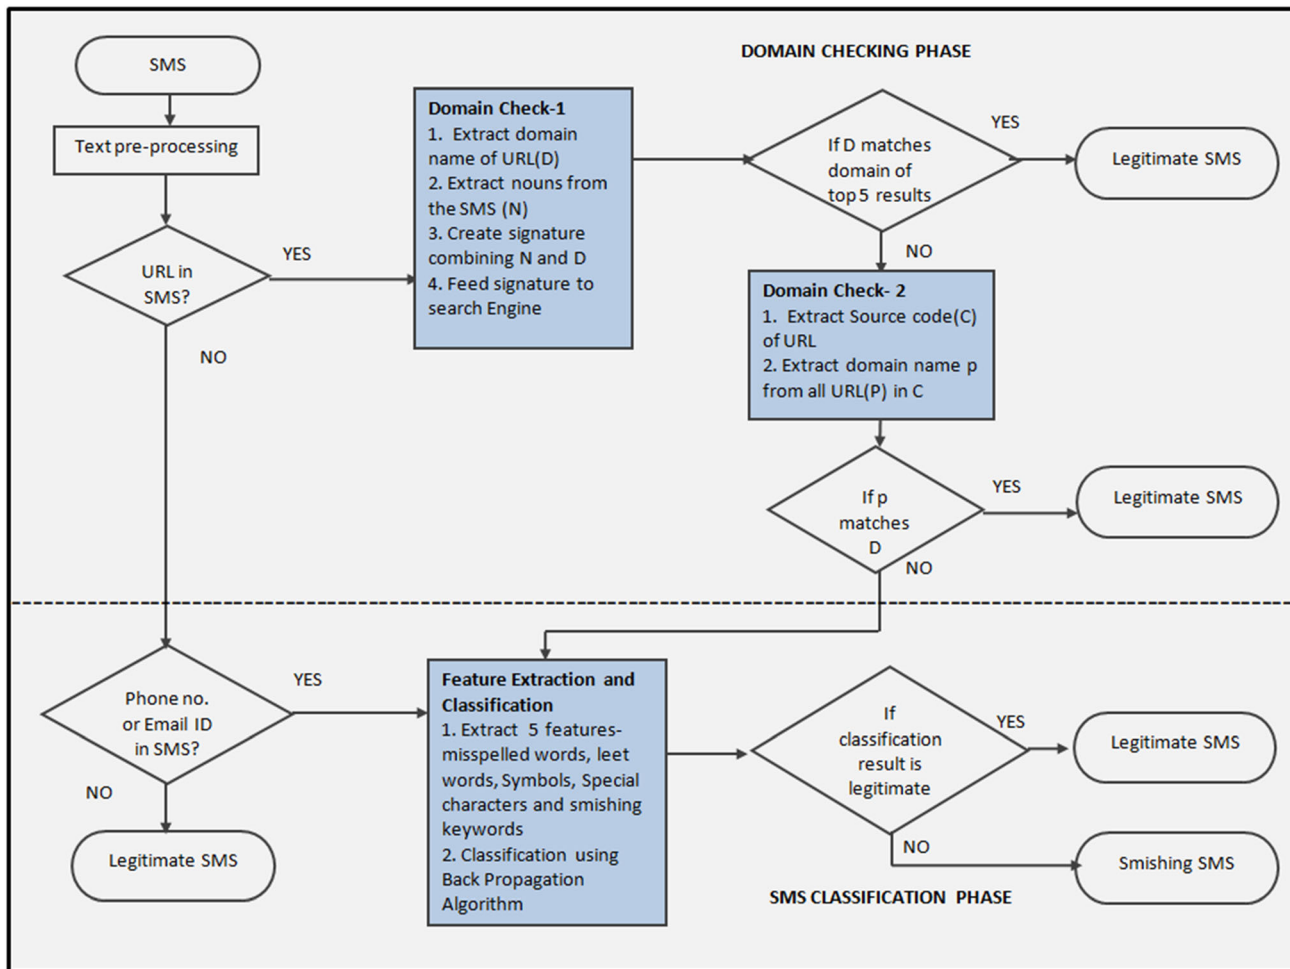 SMS
Text pre-processing
URL in
SMS?
YES
NO
Domain Check-1
1. Extract domain
name of URL(D)
2. Extract nouns from
the SMS (N)
3. Create signature
combining N and D
4. Feed signature to
search Engine
DOMAIN CHECKING PHASE
If D matches
domain of
top 5 results
YES
Legitimate SMS
NO
Domain Check- 2
1. Extract Source code(C)
of URL
2. Extract domain name p
from all URL(P) in C
If p
matches
D
YES
Legitimate SMS
NO
Phone no.
or Email ID
in SMS?
YES
NO
Legitimate SMS
Feature Extraction and
Classification
1. Extract 5 features-
misspelled words, leet
words, Symbols, Special
characters and smishing
keywords
2. Classification using
Back Propagation
Algorithm
If
classification
result is
legitimate
YES
Legitimate SMS
NO
Smishing SMS
SMS CLASSIFICATION PHASE